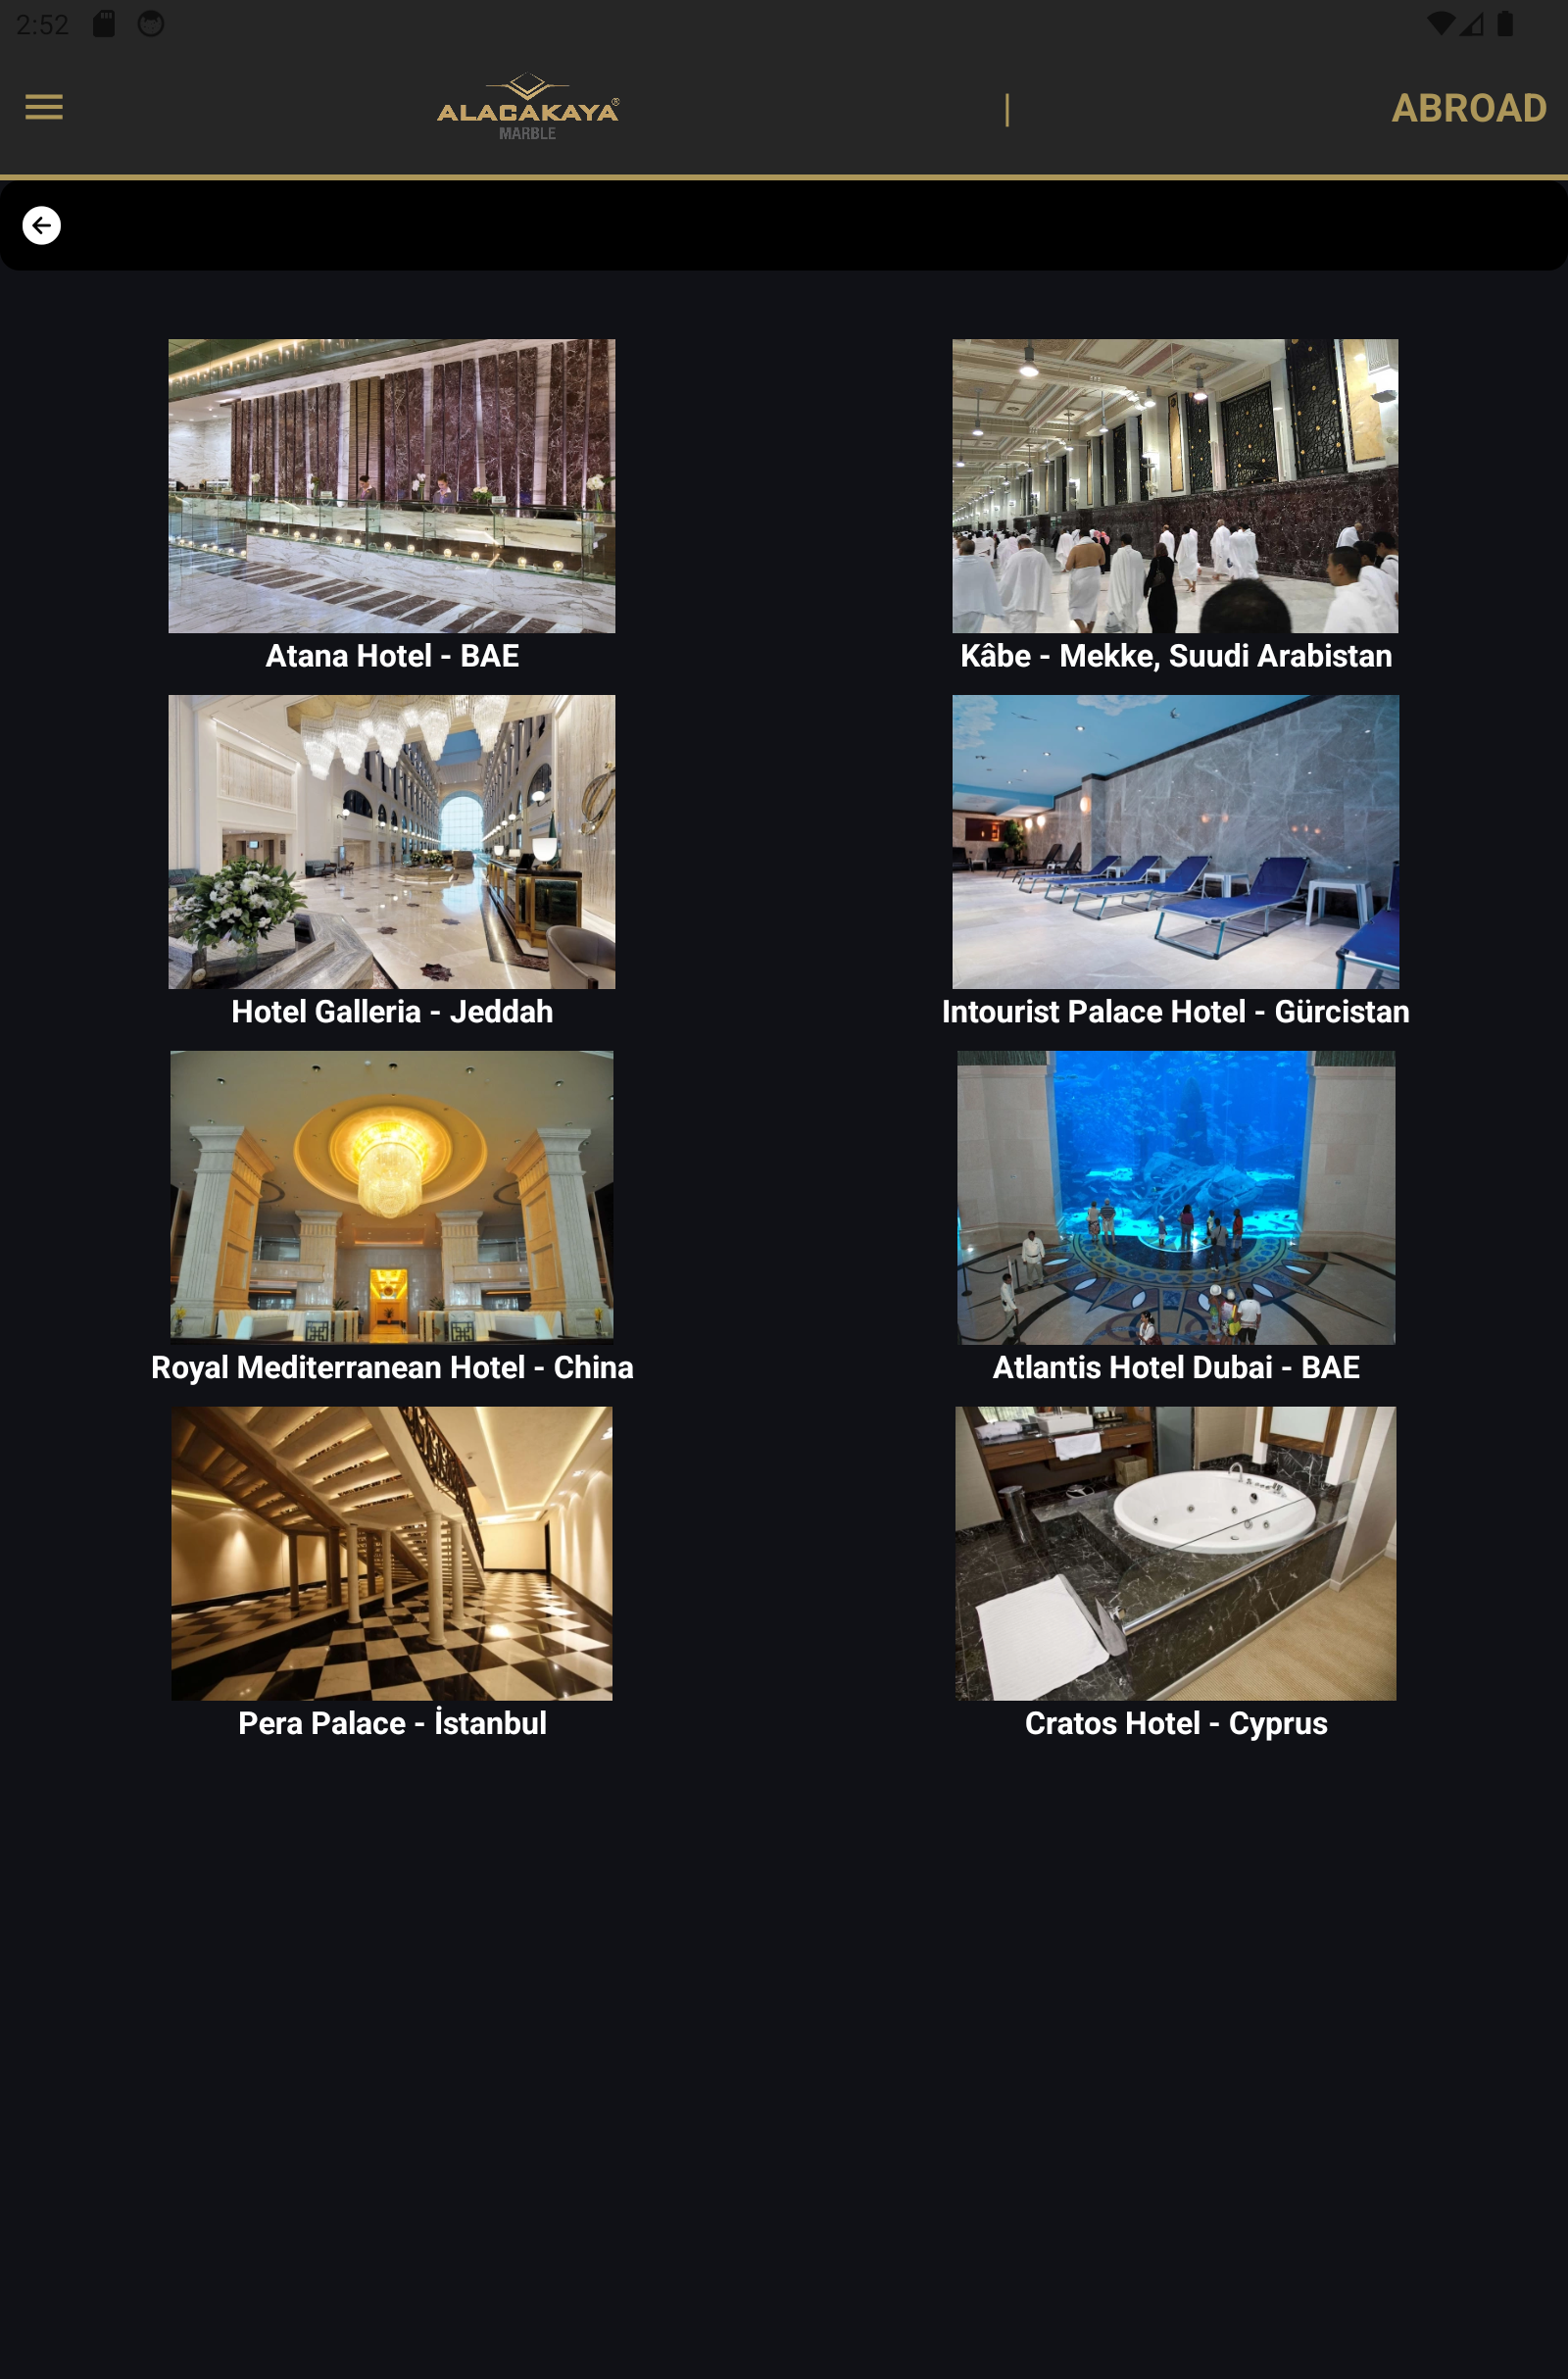 2:52
ALACAKAYA®
MARBLE
|
ABROAD
Atana Hotel - BAE
Kâbe - Mekke, Suudi Arabistan
Hotel Galleria - Jeddah
Intourist Palace Hotel - Gürcistan
Royal Mediterranean Hotel - China
Atlantis Hotel Dubai - BAE
Pera Palace - İstanbul
Cratos Hotel - Cyprus